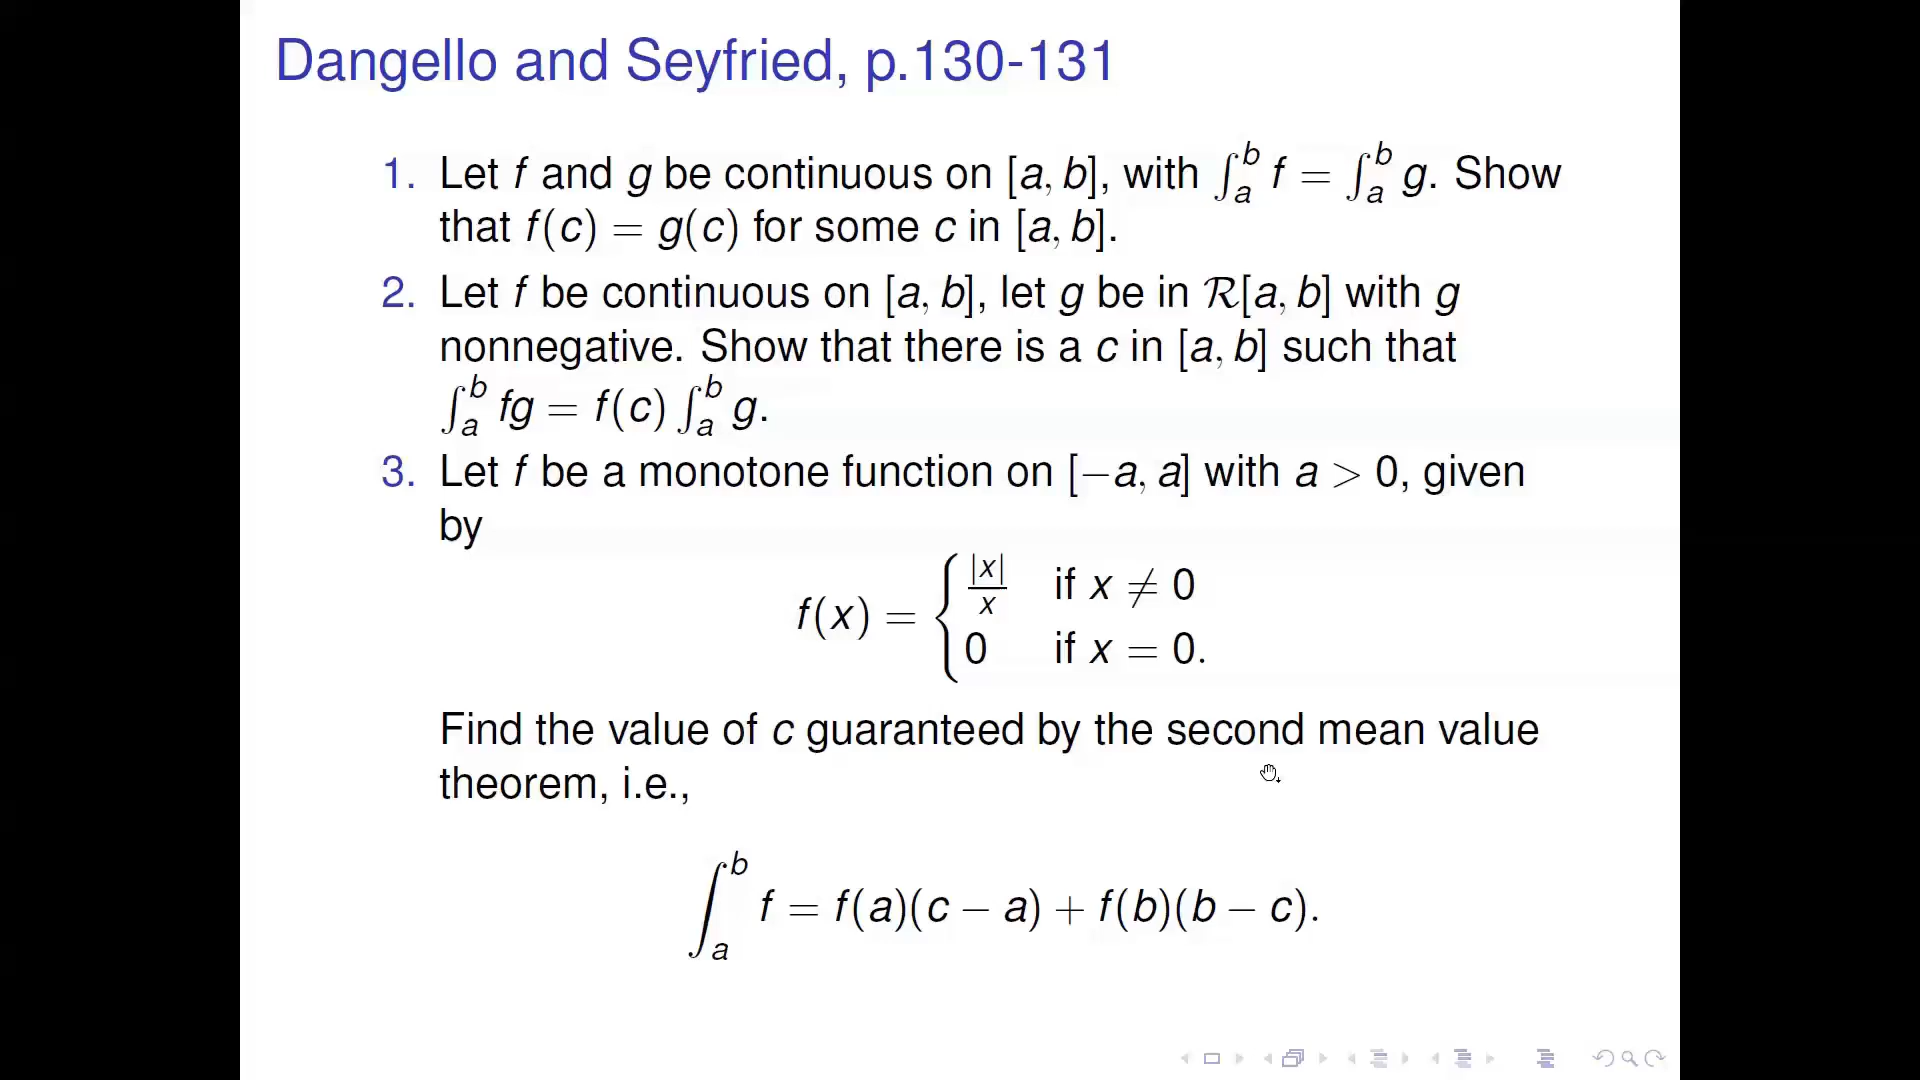 Dangello and Seyfried, p.130-131
1. Let f and g be continuous on [a, b], with ∫_a^b f = ∫_a^b g. Show
that f(c) = g(c) for some c in [a, b].
2. Let f be continuous on [a, b], let g be in ℛ[a, b] with g
nonnegative. Show that there is a c in [a, b] such that
∫_a^b fg = f(c) ∫_a^b g.
3. Let f be a monotone function on [−a, a] with a > 0, given
by
f(x) = { |x|/x if x ≠ 0
0 if x = 0.
Find the value of c guaranteed by the second mean value
theorem, i.e.,
∫_a^b f = f(a)(c − a) + f(b)(b − c).